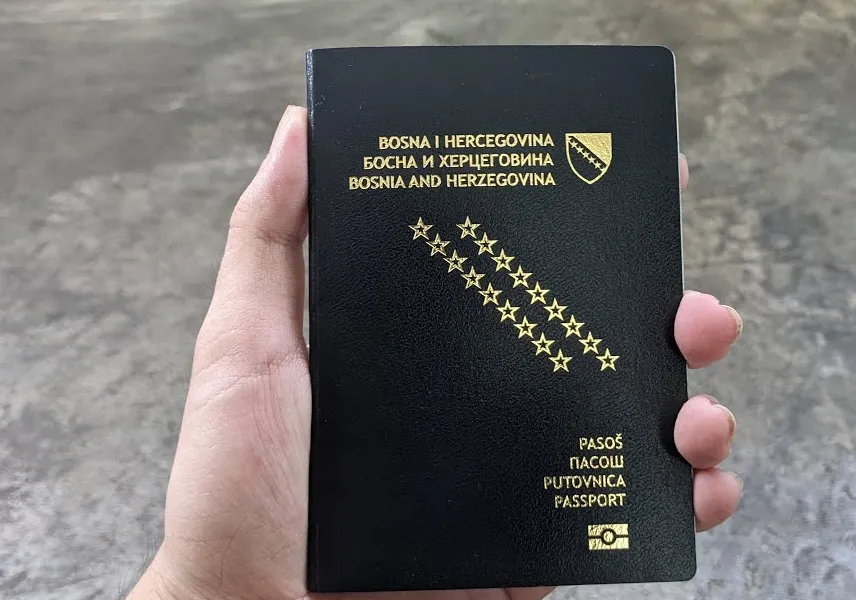 BOSNA I HERCEGOVINA
БОСНА И ХЕРЦЕГОВИНА
BOSNIA AND HERZEGOVINA
PASOŠ
ПАСОШ
PUTOVNICA
PASSPORT